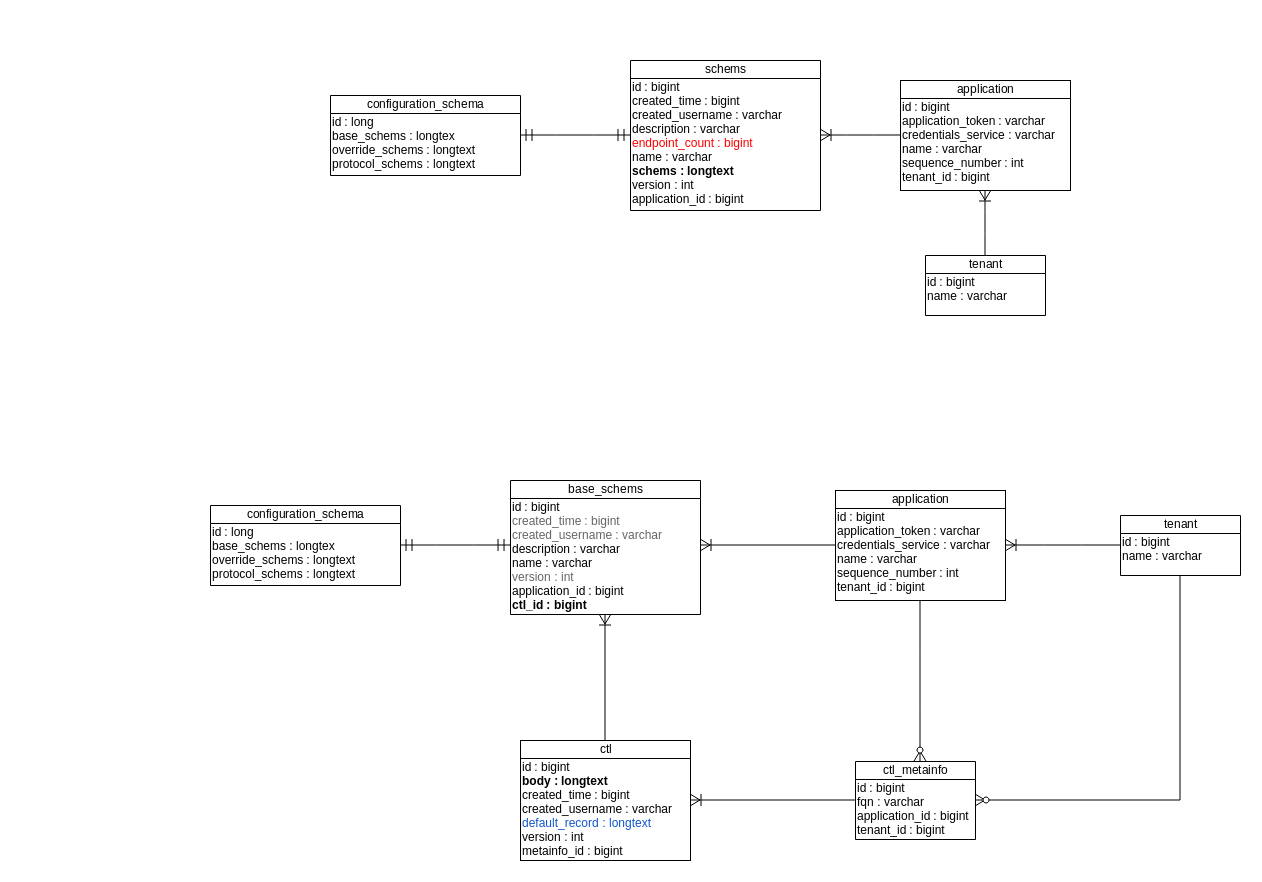 configuration_schema
id : long
base_schems : longtex
override_schems : longtext
protocol_schems : longtext
schems
id : bigint
created_time : bigint
created_username : varchar
description : varchar
endpoint_count : bigint
name : varchar
schems : longtext
version : int
application_id : bigint
application
id : bigint
application_token : varchar
credentials_service : varchar
name : varchar
sequence_number : int
tenant_id : bigint
tenant
id : bigint
name : varchar
configuration_schema
id : long
base_schems : longtex
override_schems : longtext
protocol_schems : longtext
base_schems
id : bigint
created_time : bigint
created_username : varchar
description : varchar
name : varchar
version : int
application_id : bigint
ctl_id : bigint
application
id : bigint
application_token : varchar
credentials_service : varchar
name : varchar
sequence_number : int
tenant_id : bigint
tenant
id : bigint
name : varchar
ctl
id : bigint
body : longtext
created_time : bigint
created_username : varchar
default_record : longtext
version : int
metainfo_id : bigint
ctl_metainfo
id : bigint
fqn : varchar
application_id : bigint
tenant_id : bigint